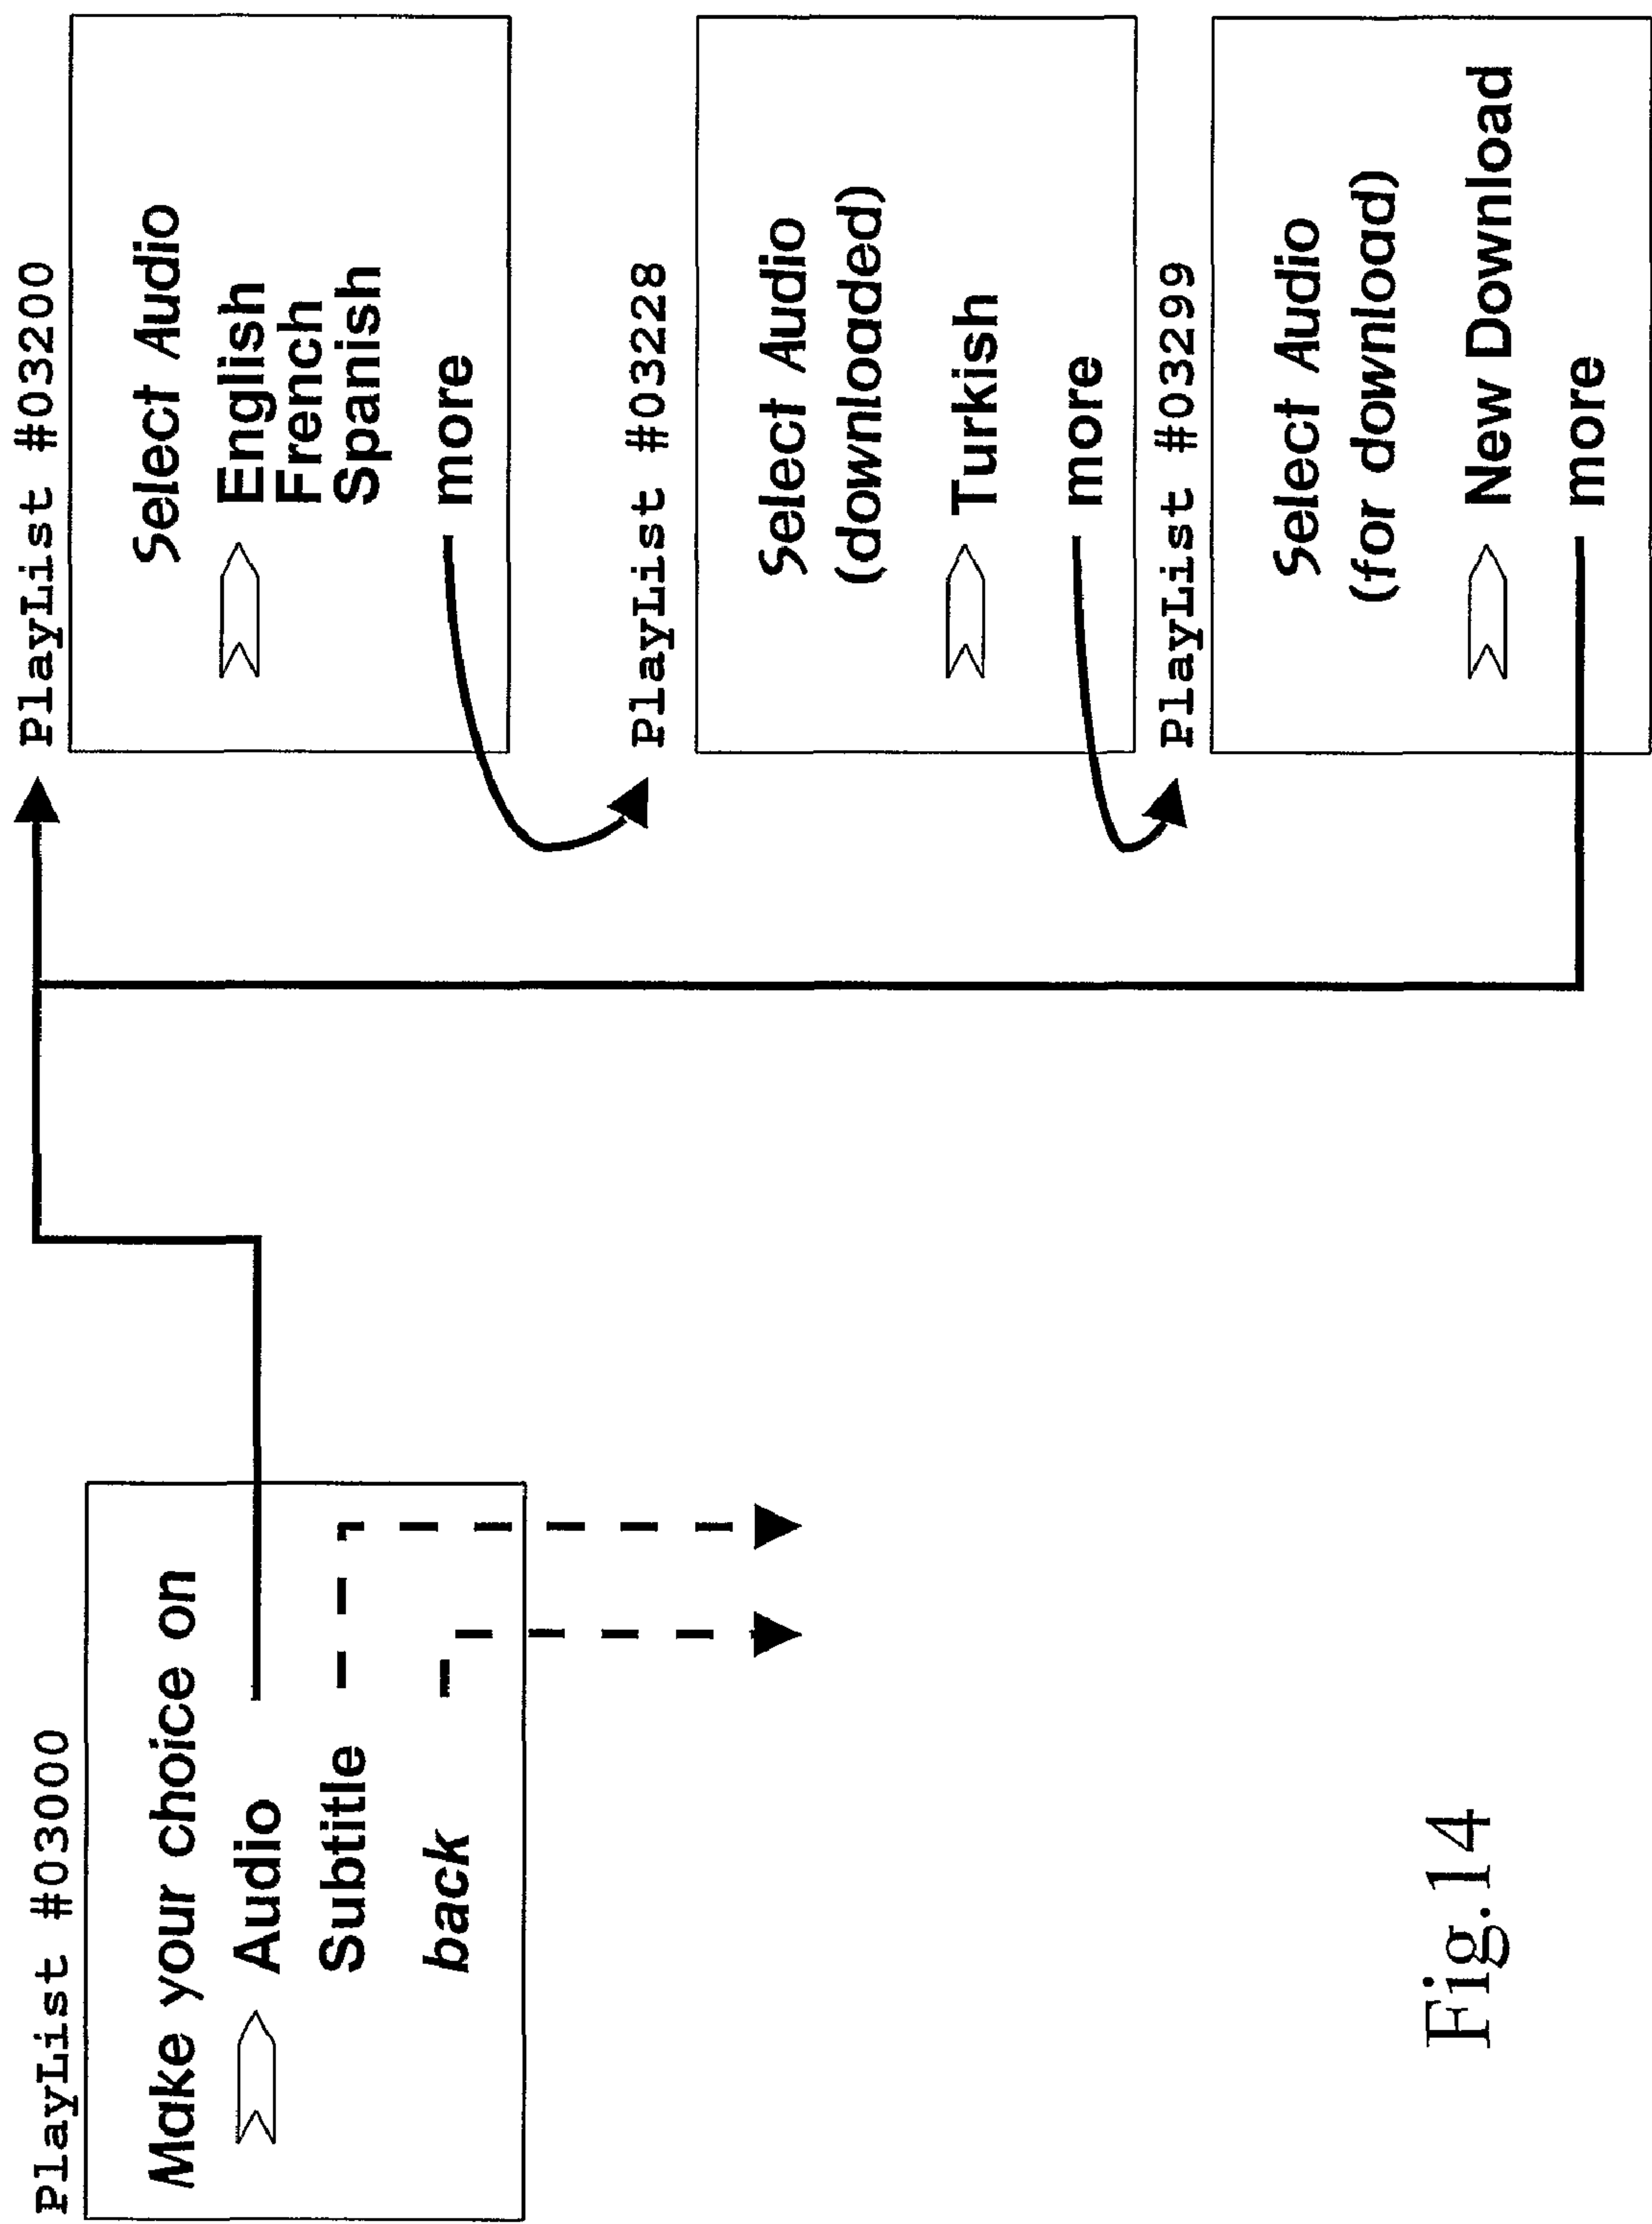 PlayList #03000
Make your choice on
Audio
Subtitle
back
PlayList #03200
Select Audio
English
French
Spanish
more
PlayList #03228
Select Audio
(downloaded)
Turkish
more
PlayList #03299
Select Audio
(for download)
New Download
more
Fig.14